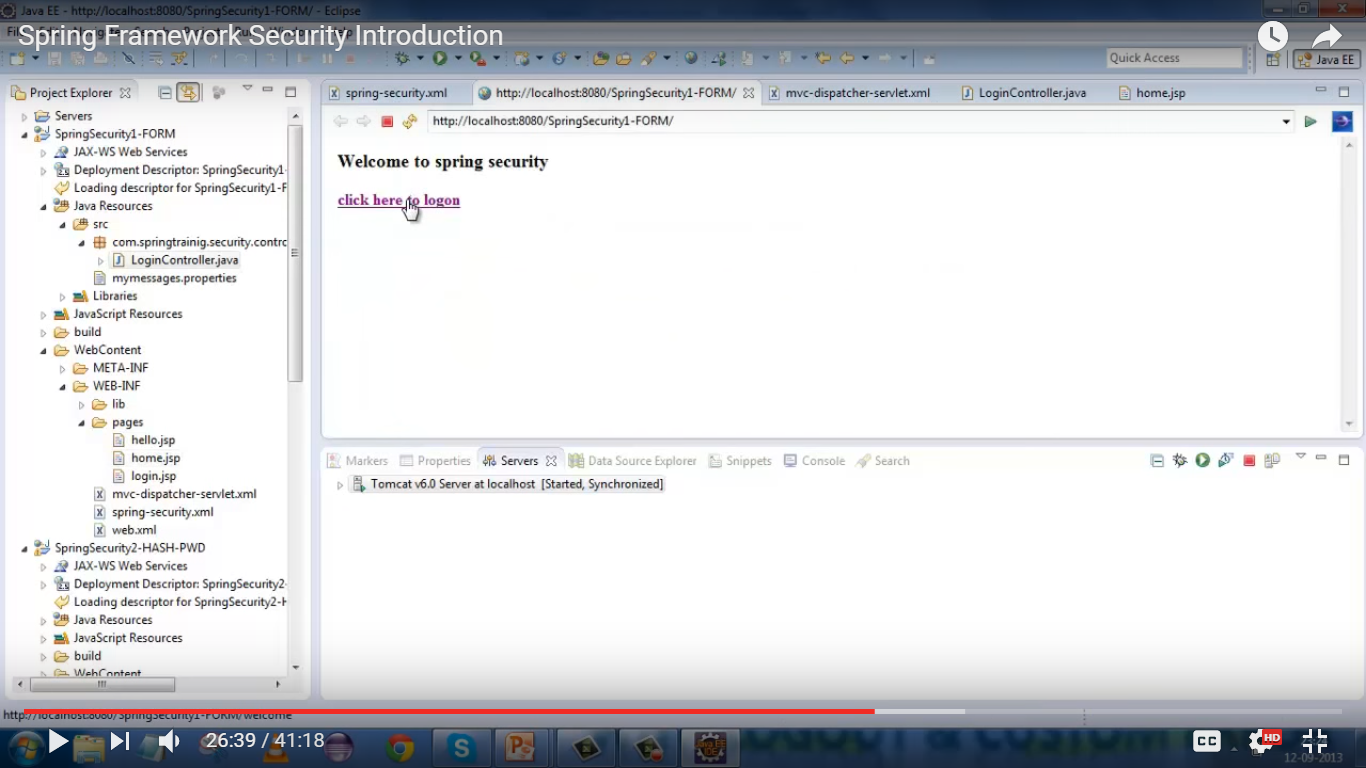 Java EE - http://localhost:8080/SpringSecurity1-FORM/ - Eclipse
Spring Framework Security Introduction
Quick Access
Java EE
Project Explorer
spring-security.xml
http://localhost:8080/SpringSecurity1-FORM/
mvc-dispatcher-servlet.xml
LoginController.java
home.jsp
http://localhost:8080/SpringSecurity1-FORM/
Servers
SpringSecurity1-FORM
JAX-WS Web Services
Deployment Descriptor: SpringSecurity1-
Loading descriptor for SpringSecurity1-F
Java Resources
src
com.springtrainig.security.contrc
LoginController.java
mymessages.properties
Libraries
JavaScript Resources
build
WebContent
META-INF
WEB-INF
lib
pages
hello.jsp
home.jsp
login.jsp
mvc-dispatcher-servlet.xml
spring-security.xml
web.xml
SpringSecurity2-HASH-PWD
JAX-WS Web Services
Deployment Descriptor: SpringSecurity2-
Loading descriptor for SpringSecurity2-H
Java Resources
JavaScript Resources
build
WebContent
Welcome to spring security
click here to logon
Markers
Properties
Servers
Data Source Explorer
Snippets
Console
Search
Tomcat v6.0 Server at localhost [Started, Synchronized]
http://localhost:8080/SpringSecurity1-FORM/welcome
26:39 / 41:18
CC
HD
12-09-2013